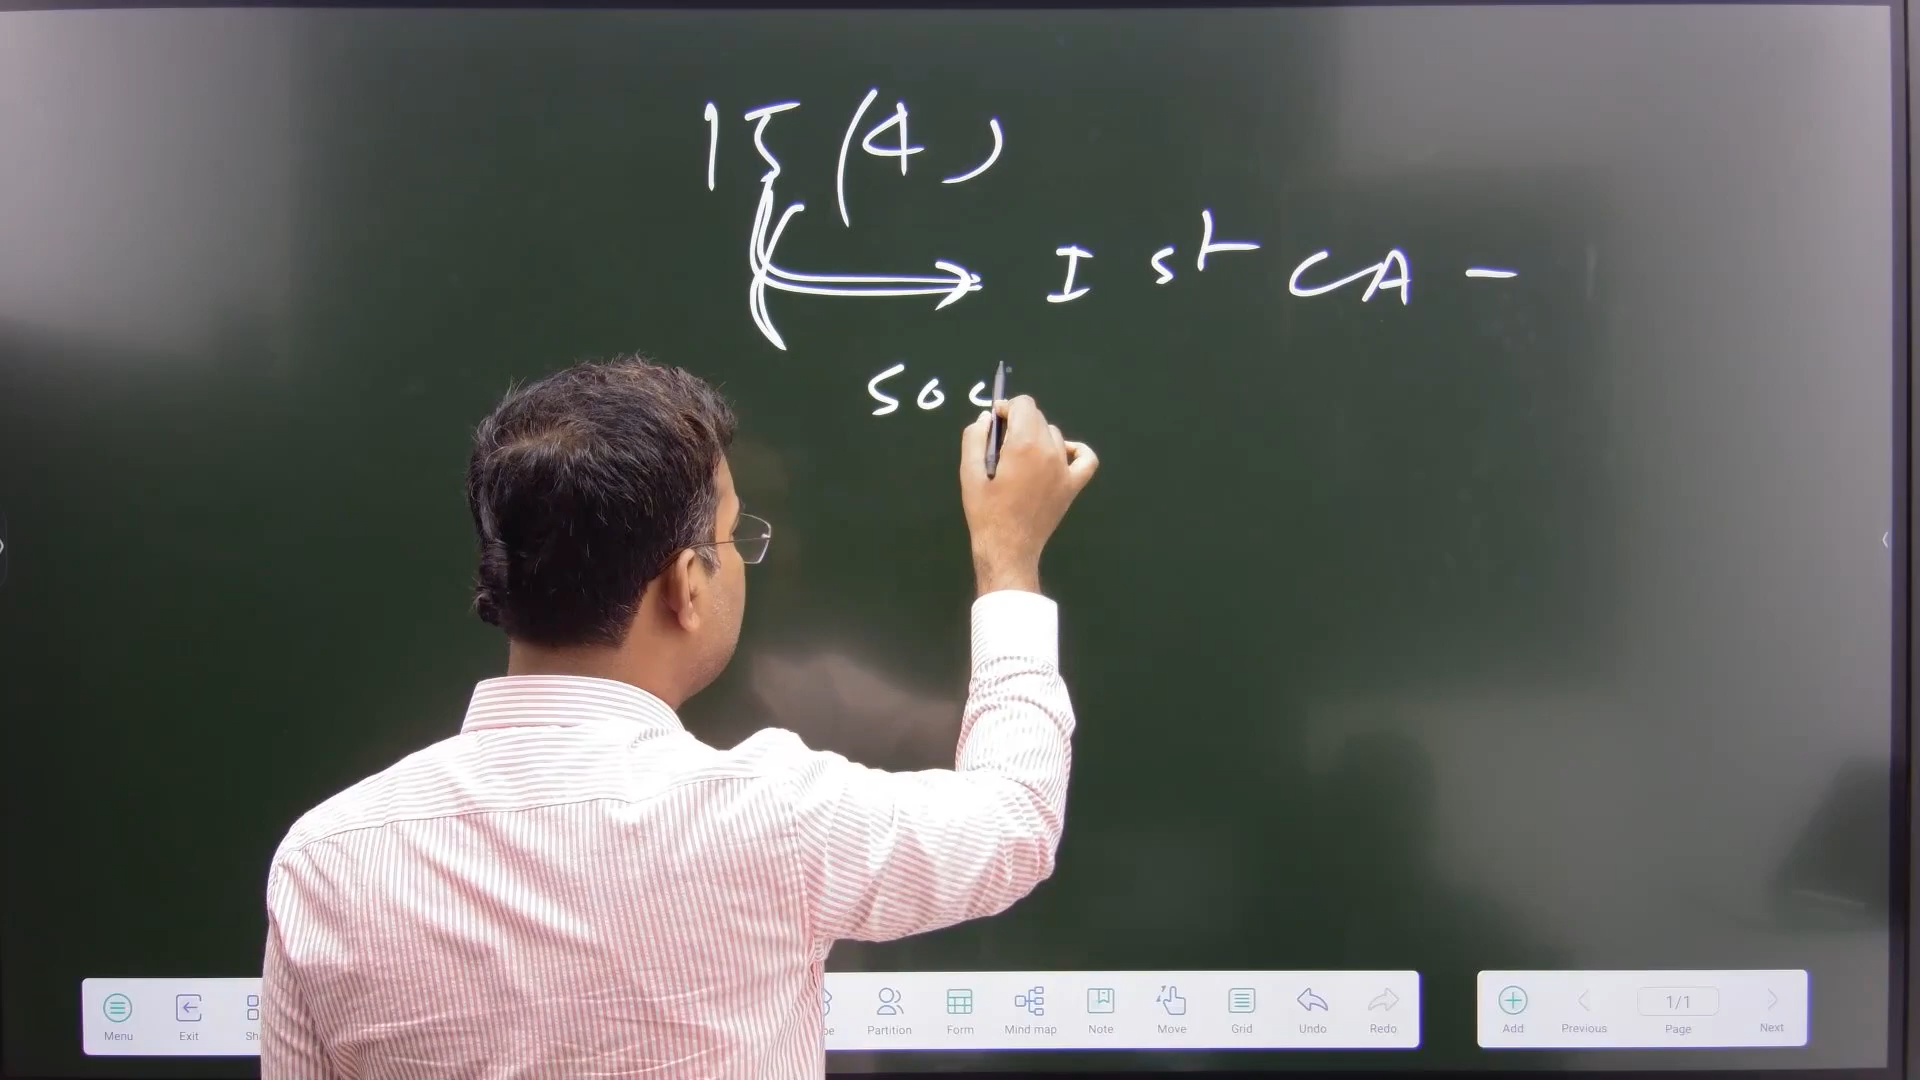 15 (4)
I st CA -
soc
Menu
Exit
Partition
Form
Mind map
Note
Move
Grid
Undo
Redo
Add
Previous
1/1
Page
Next